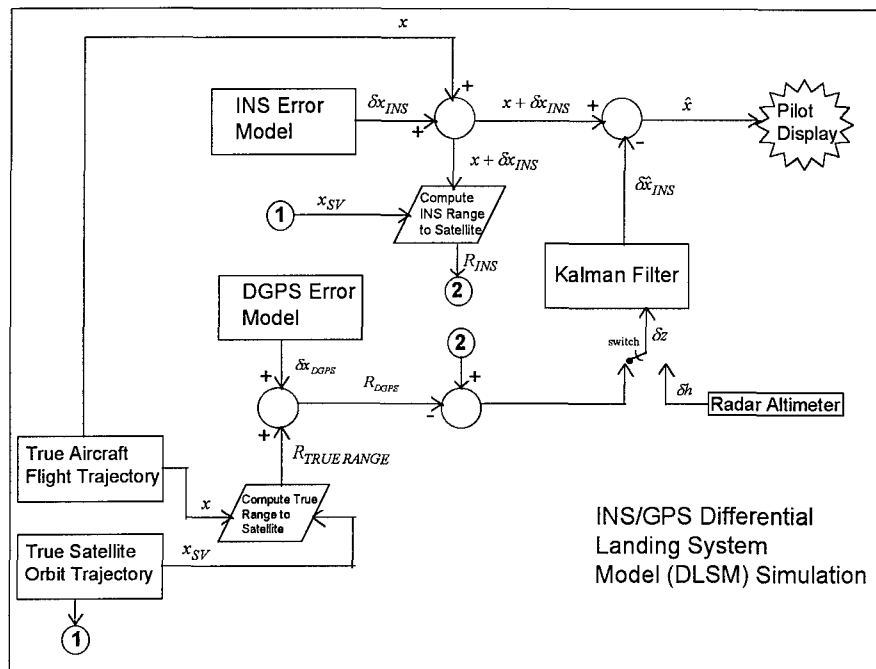 x
+
INS Error
Model
δx_INS
+
x + δx_INS
+
x̂
Pilot
Display
-
x + δx_INS
δx̂_INS
1
x_SV
Compute
INS Range
to Satellite
R_INS
2
Kalman Filter
DGPS Error
Model
2
switch
δz
δx_DGPS
+
R_DGPS
+
-
δh
Radar Altimeter
+
R_TRUE RANGE
True Aircraft
Flight Trajectory
x
Compute True
Range to
Satellite
True Satellite
Orbit Trajectory
x_SV
1
INS/GPS Differential
Landing System
Model (DLSM) Simulation